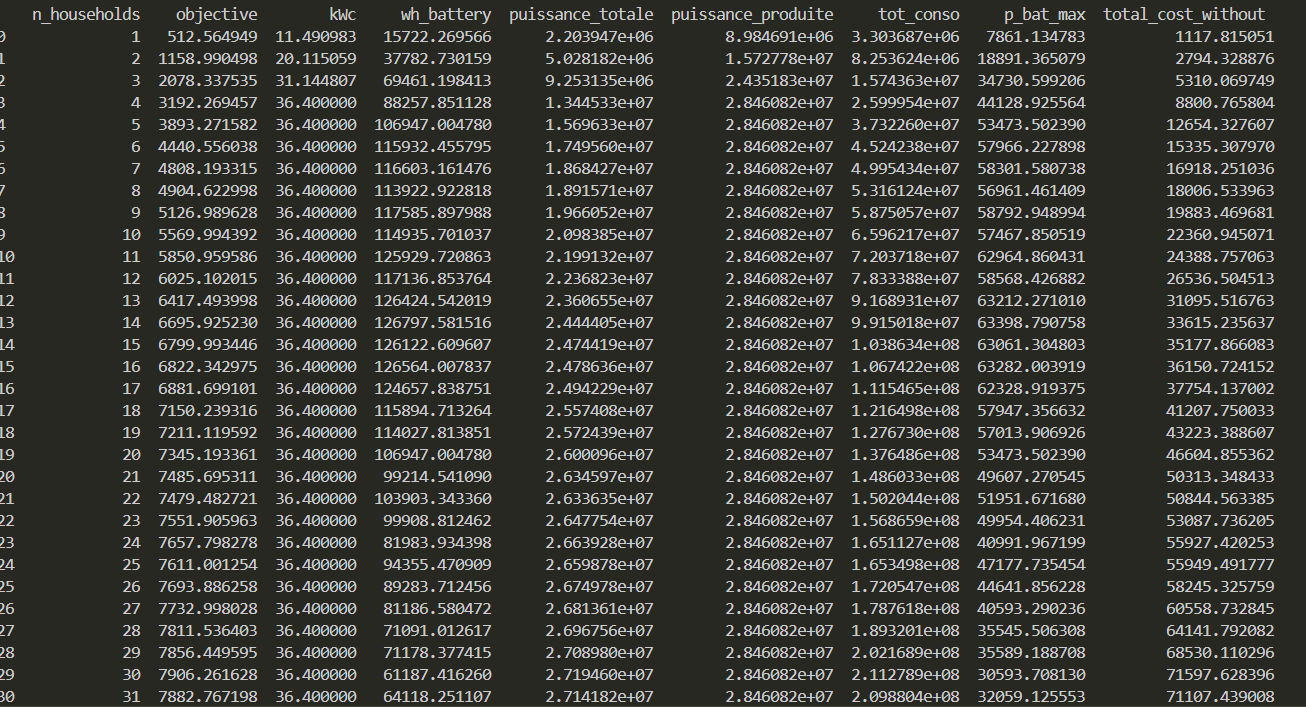 n_households objective kWc wh_battery puissance_totale puissance_produite tot_conso p_bat_max total_cost_without
0 1 512.564949 11.490983 15722.269566 2.203947e+06 8.984691e+06 3.303687e+06 7861.134783 1117.815051
1 2 1158.990498 20.115059 37782.730159 5.028182e+06 1.572778e+07 8.253624e+06 18891.365079 2794.328876
2 3 2078.337535 31.144807 69461.198413 9.253135e+06 2.435183e+07 1.574363e+07 34730.599206 5310.069749
3 4 3192.269457 36.400000 88257.851128 1.344533e+07 2.846082e+07 2.599954e+07 44128.925564 8800.765804
4 5 3893.271582 36.400000 106947.004780 1.569633e+07 2.846082e+07 3.732260e+07 53473.502390 12654.327607
5 6 4440.556038 36.400000 115932.455795 1.749560e+07 2.846082e+07 4.524238e+07 57966.227898 15335.307970
6 7 4808.193315 36.400000 116603.161476 1.868427e+07 2.846082e+07 4.995434e+07 58301.580738 16918.251036
7 8 4904.622998 36.400000 113922.922818 1.891571e+07 2.846082e+07 5.316124e+07 56961.461409 18006.533963
8 9 5126.989628 36.400000 117585.897988 1.966052e+07 2.846082e+07 5.875057e+07 58792.948994 19883.469681
9 10 5569.994392 36.400000 114935.701037 2.098385e+07 2.846082e+07 6.596217e+07 57467.850519 22360.945071
10 11 5850.959586 36.400000 125929.720863 2.199132e+07 2.846082e+07 7.203718e+07 62964.860431 24388.757063
11 12 6025.102015 36.400000 117136.853764 2.236823e+07 2.846082e+07 7.833388e+07 58568.426882 26536.504513
12 13 6417.493998 36.400000 126424.542019 2.360655e+07 2.846082e+07 9.168931e+07 63212.271010 31095.516763
13 14 6695.925230 36.400000 126797.581516 2.444405e+07 2.846082e+07 9.915018e+07 63398.790758 33615.235637
14 15 6799.993446 36.400000 126122.609607 2.474419e+07 2.846082e+07 1.038634e+08 63061.304803 35177.866083
15 16 6822.342975 36.400000 126564.007837 2.478636e+07 2.846082e+07 1.067422e+08 63282.003919 36150.724152
16 17 6881.699101 36.400000 124657.838751 2.494229e+07 2.846082e+07 1.115465e+08 62328.919375 37754.137002
17 18 7150.239316 36.400000 115894.713264 2.557408e+07 2.846082e+07 1.216498e+08 57947.356632 41207.750033
18 19 7211.119592 36.400000 114027.813851 2.572439e+07 2.846082e+07 1.276730e+08 57013.906926 43223.388607
19 20 7345.193361 36.400000 106947.004780 2.600096e+07 2.846082e+07 1.376486e+08 53473.502390 46604.855362
20 21 7485.695311 36.400000 99214.541090 2.634597e+07 2.846082e+07 1.486033e+08 49607.270545 50313.348433
21 22 7479.482721 36.400000 103903.343360 2.633635e+07 2.846082e+07 1.502044e+08 51951.671680 50844.563385
22 23 7551.905963 36.400000 99908.812462 2.647754e+07 2.846082e+07 1.568659e+08 49954.406231 53087.736205
23 24 7657.798278 36.400000 81983.934398 2.663928e+07 2.846082e+07 1.651127e+08 40991.967199 55927.420253
24 25 7611.001254 36.400000 94355.470909 2.659878e+07 2.846082e+07 1.653498e+08 47177.735454 55949.491777
25 26 7693.886258 36.400000 89283.712456 2.674978e+07 2.846082e+07 1.720547e+08 44641.856228 58245.325759
26 27 7732.998028 36.400000 81186.580472 2.681361e+07 2.846082e+07 1.787618e+08 40593.290236 60558.732845
27 28 7811.536403 36.400000 71091.012617 2.696756e+07 2.846082e+07 1.893201e+08 35545.506308 64141.792082
28 29 7856.449595 36.400000 71178.377415 2.708980e+07 2.846082e+07 2.021689e+08 35589.188708 68530.110296
29 30 7906.261628 36.400000 61187.416260 2.719460e+07 2.846082e+07 2.112789e+08 30593.708130 71597.628396
30 31 7882.767198 36.400000 64118.251107 2.714182e+07 2.846082e+07 2.098804e+08 32059.125553 71107.439008